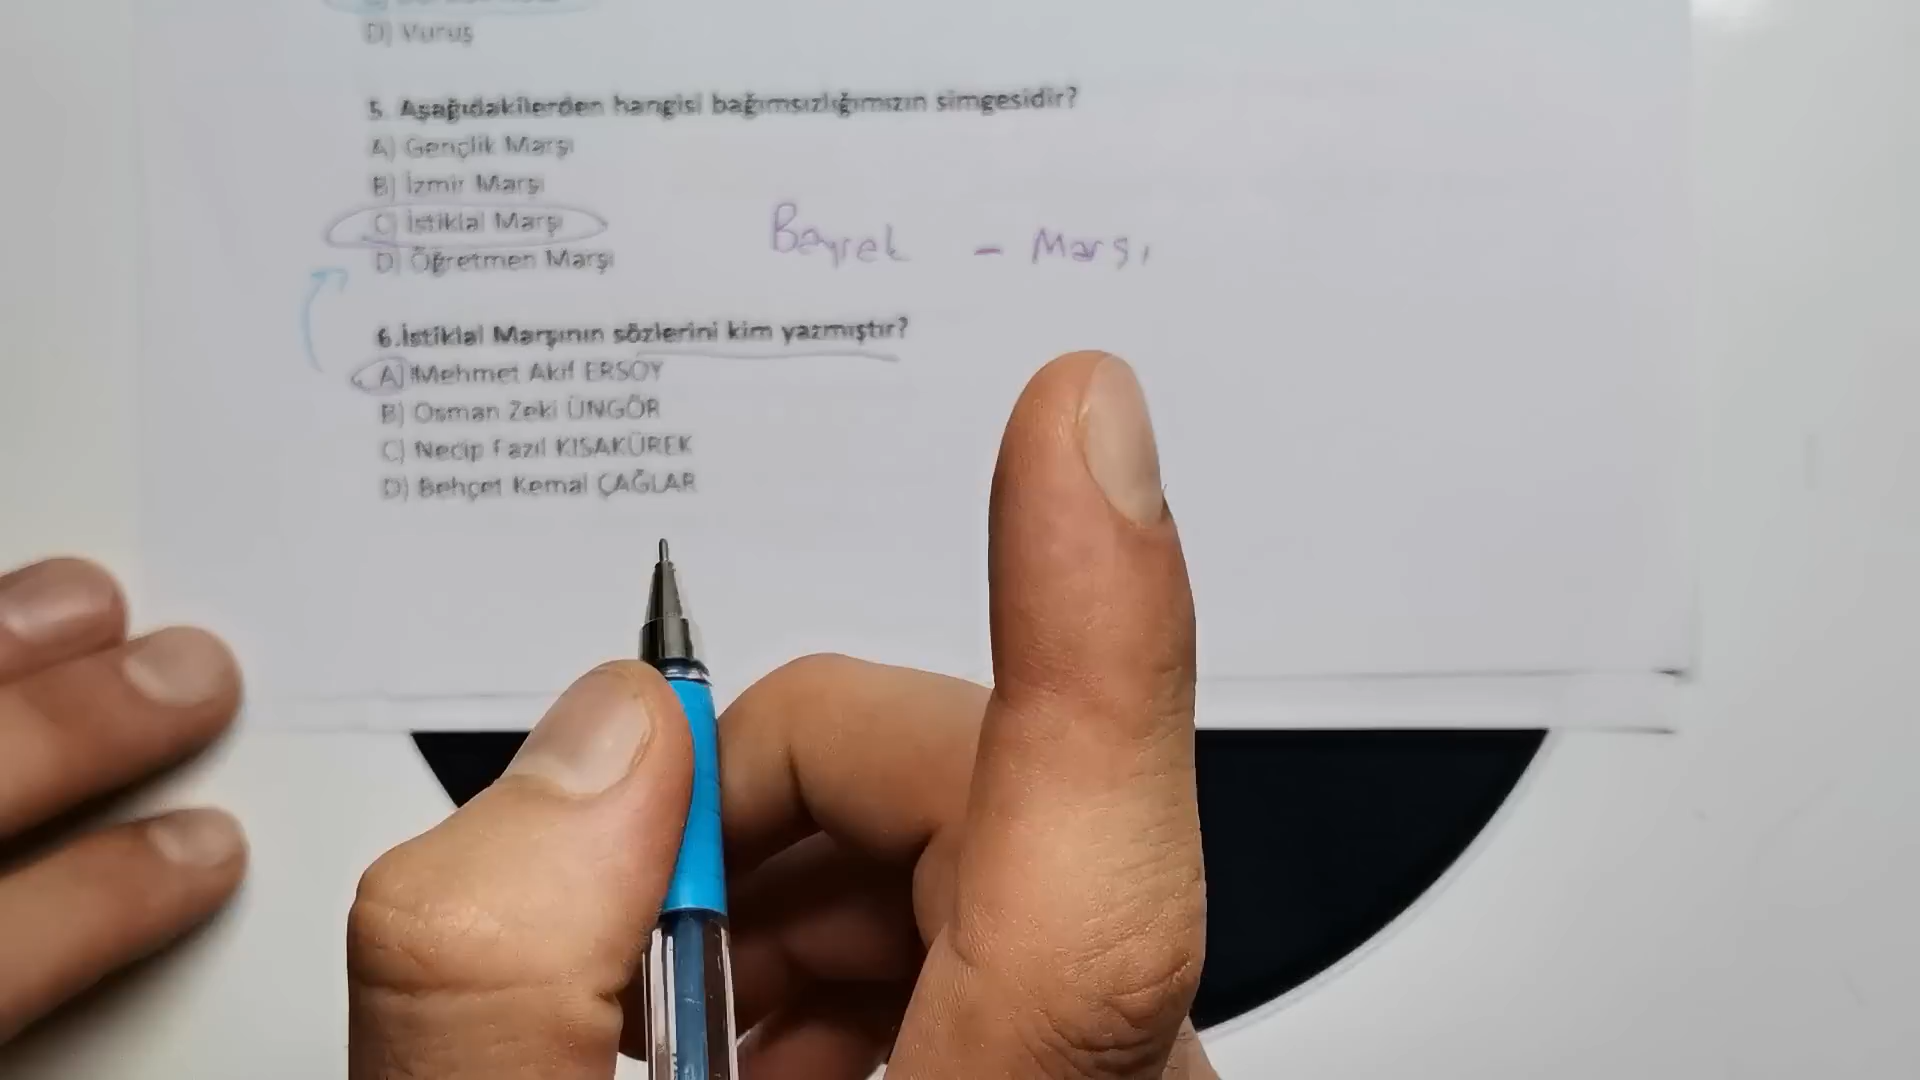 D) Vuruş
5. Aşağıdakilerden hangisi bağımsızlığımızın simgesidir?
A) Gençlik Marşı
B) İzmir Marşı
C) İstiklal Marşı
D) Öğretmen Marşı
Bayrak - Marşı
6.İstiklal Marşının sözlerini kim yazmıştır?
A) Mehmet Akif ERSOY
B) Osman Zeki ÜNGÖR
C) Necip Fazıl KISAKÜREK
D) Behçet Kemal ÇAĞLAR